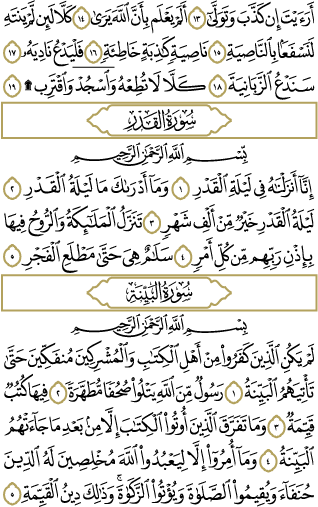 أَرَءَيْتَ إِن كَذَّبَ وَتَوَلَّىٰٓ ١٣ أَلَمْ يَعْلَم بِأَنَّ ٱللَّهَ يَرَىٰ ١٤ كَلَّا لَئِن لَّمْ يَنتَهِ
لَنَسْفَعًۢا بِٱلنَّاصِيَةِ ١٥ نَاصِيَةٍ كَٰذِبَةٍ خَاطِئَةٍ ١٦ فَلْيَدْعُ نَادِيَهُۥ ١٧
سَنَدْعُ ٱلزَّبَانِيَةَ ١٨ كَلَّا لَا تُطِعْهُ وَٱسْجُدْ وَٱقْتَرِب ۩ ١٩
سُورَةُ القَدْرِ
بِسْمِ ٱللَّهِ ٱلرَّحْمَٰنِ ٱلرَّحِيمِ
إِنَّآ أَنزَلْنَٰهُ فِى لَيْلَةِ ٱلْقَدْرِ ١ وَمَآ أَدْرَىٰكَ مَا لَيْلَةُ ٱلْقَدْرِ ٢
لَيْلَةُ ٱلْقَدْرِ خَيْرٌ مِّنْ أَلْفِ شَهْرٍ ٣ تَنَزَّلُ ٱلْمَلَٰٓئِكَةُ وَٱلرُّوحُ فِيهَا
بِإِذْنِ رَبِّهِم مِّن كُلِّ أَمْرٍ ٤ سَلَٰمٌ هِىَ حَتَّىٰ مَطْلَعِ ٱلْفَجْرِ ٥
سُورَةُ البَيِّنَةِ
بِسْمِ ٱللَّهِ ٱلرَّحْمَٰنِ ٱلرَّحِيمِ
لَمْ يَكُنِ ٱلَّذِينَ كَفَرُوا۟ مِنْ أَهْلِ ٱلْكِتَٰبِ وَٱلْمُشْرِكِينَ مُنفَكِّينَ حَتَّىٰ
تَأْتِيَهُمُ ٱلْبَيِّنَةُ ١ رَسُولٌ مِّنَ ٱللَّهِ يَتْلُوا۟ صُحُفًا مُّطَهَّرَةً ٢ فِيهَا كُتُبٌ
قَيِّمَةٌ ٣ وَمَا تَفَرَّقَ ٱلَّذِينَ أُوتُوا۟ ٱلْكِتَٰبَ إِلَّا مِنۢ بَعْدِ مَا جَآءَتْهُمُ
ٱلْبَيِّنَةُ ٤ وَمَآ أُمِرُوٓا۟ إِلَّا لِيَعْبُدُوا۟ ٱللَّهَ مُخْلِصِينَ لَهُ ٱلدِّينَ
حُنَفَآءَ وَيُقِيمُوا۟ ٱلصَّلَوٰةَ وَيُؤْتُوا۟ ٱلزَّكَوٰةَ ۚ وَذَٰلِكَ دِينُ ٱلْقَيِّمَةِ ٥